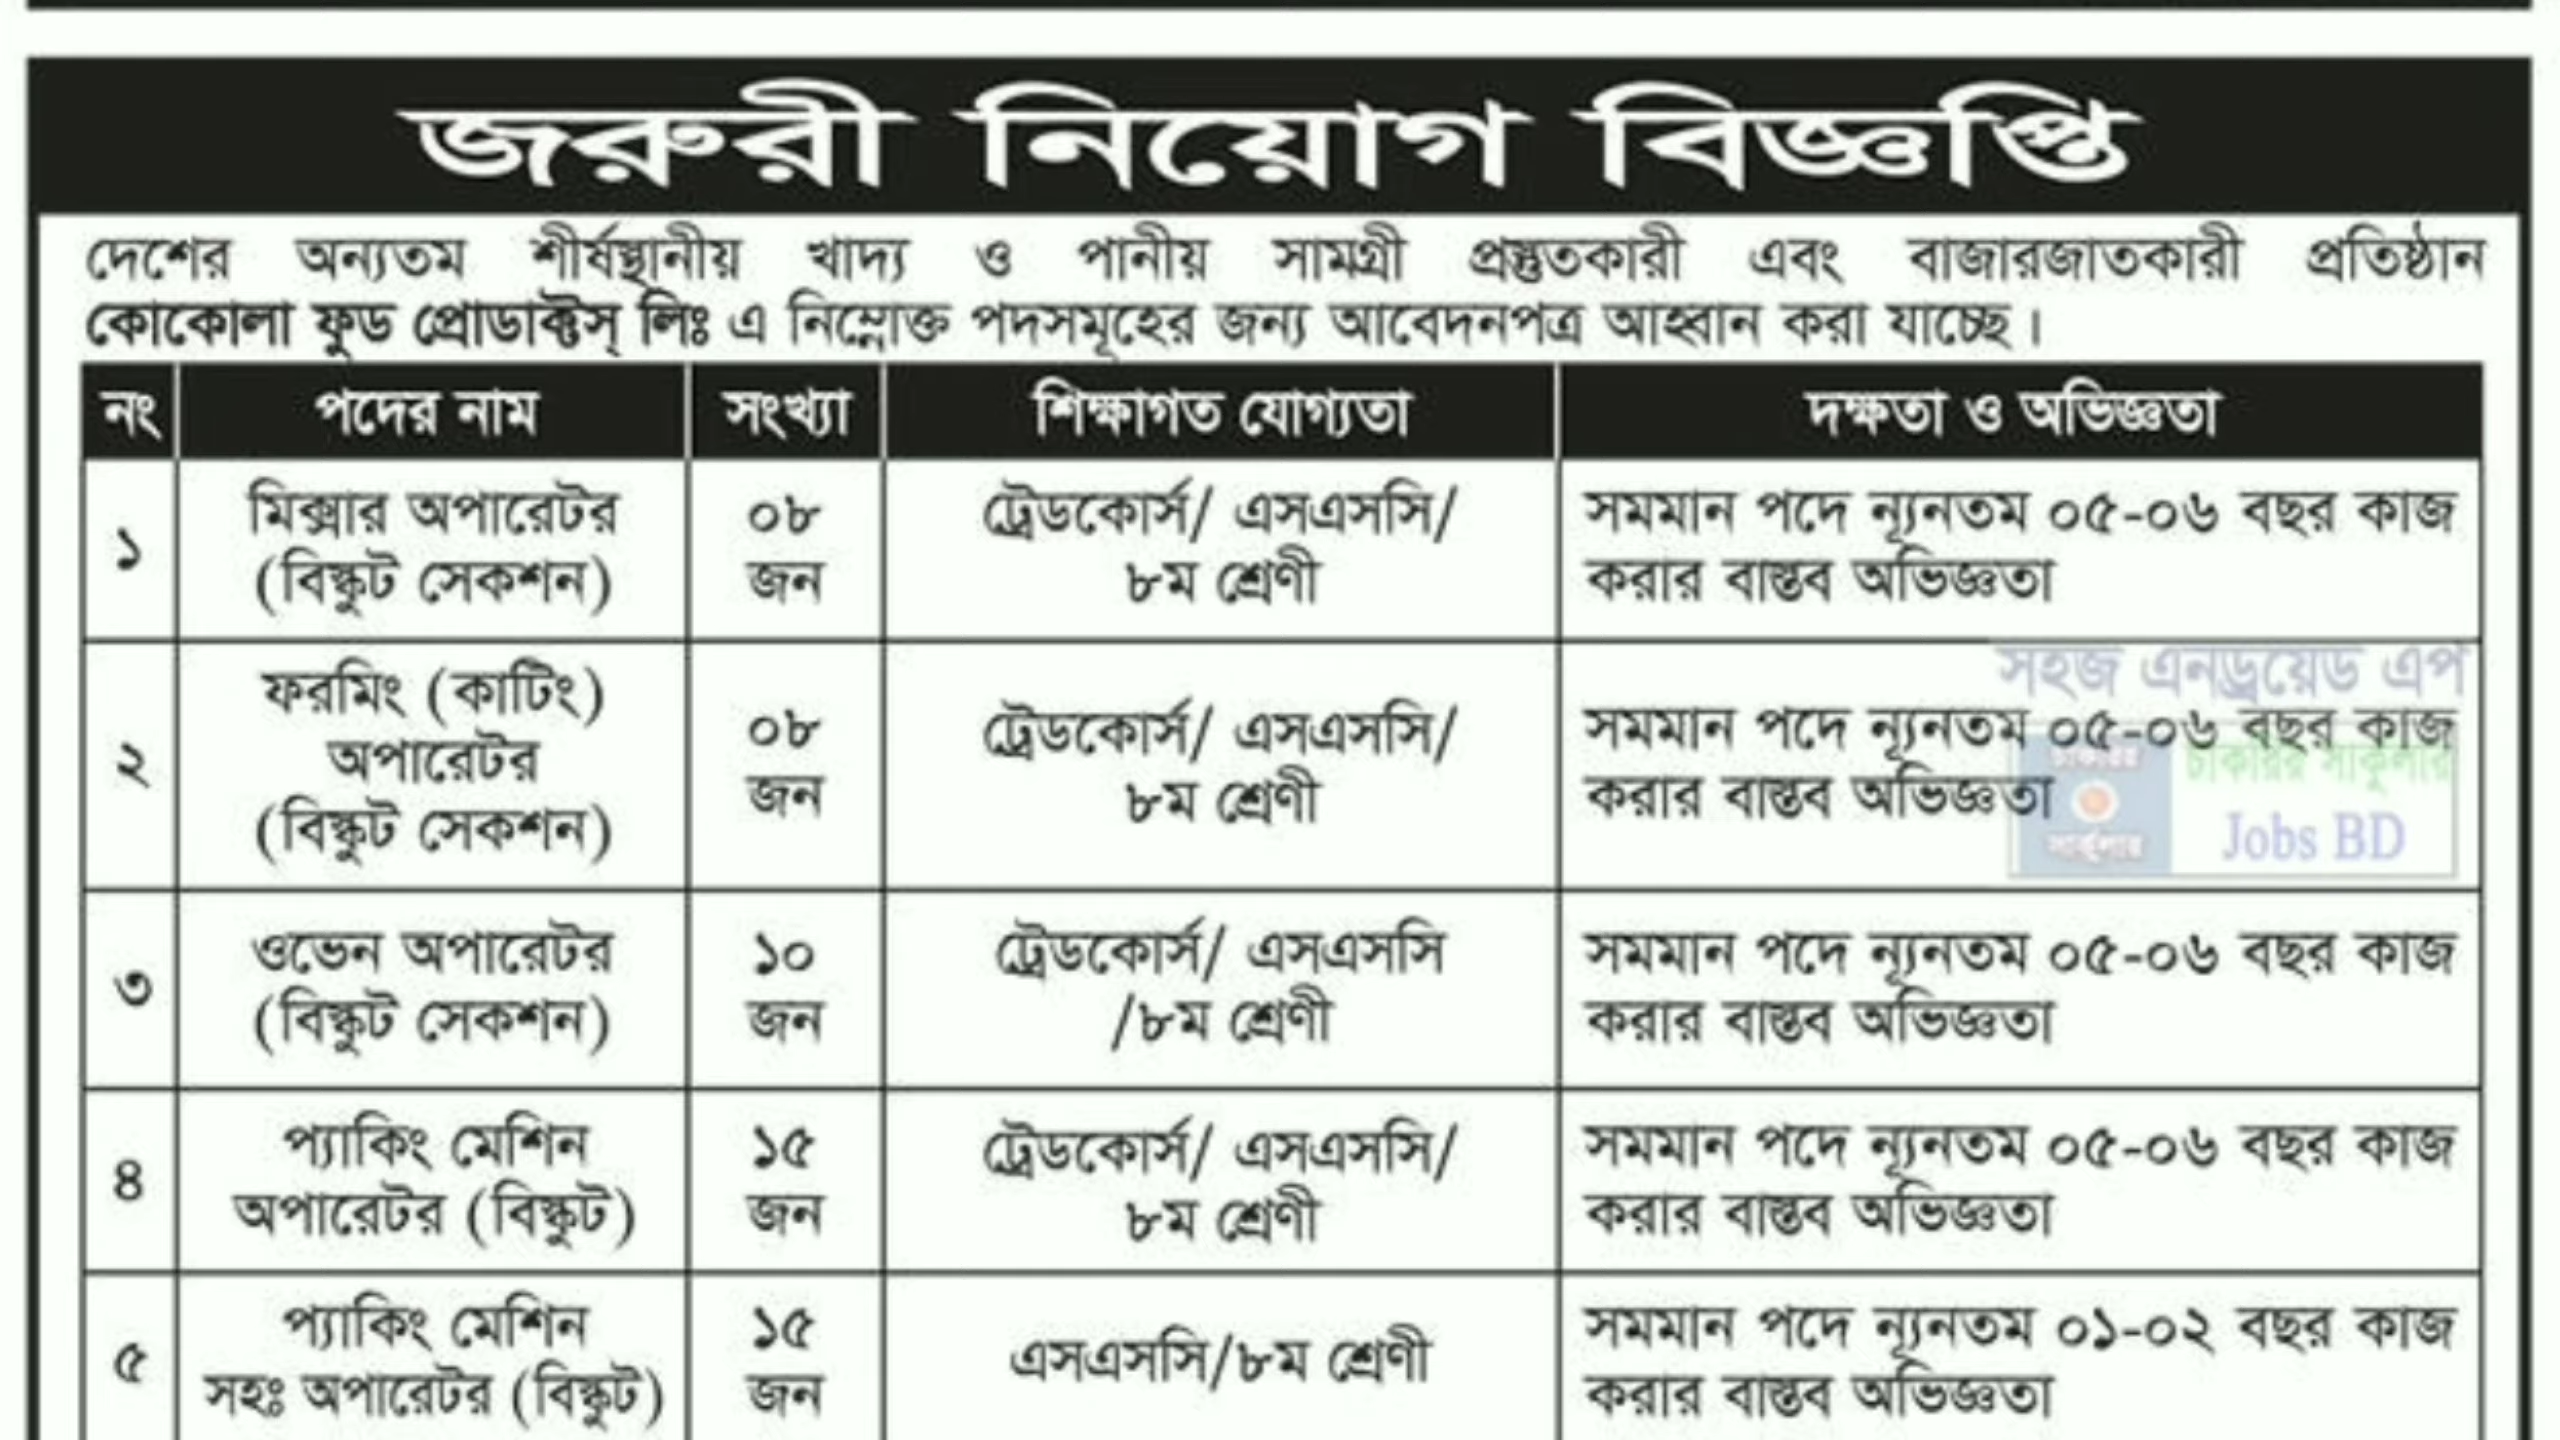 জরুরী নিয়োগ বিজ্ঞপ্তি
দেশের অন্যতম শীর্ষস্থানীয় খাদ্য ও পানীয় সামগ্রী প্রস্তুতকারী এবং বাজারজাতকারী প্রতিষ্ঠান
কোকোলা ফুড প্রোডাক্টস্ লিঃ এ নিম্নোক্ত পদসমূহের জন্য আবেদনপত্র আহ্বান করা যাচ্ছে।
নং পদের নাম সংখ্যা শিক্ষাগত যোগ্যতা দক্ষতা ও অভিজ্ঞতা
১
মিক্সার অপারেটর
(বিস্কুট সেকশন)
০৮
জন
ট্রেডকোর্স/ এসএসসি/
৮ম শ্রেণী
সমমান পদে ন্যূনতম ০৫-০৬ বছর কাজ
করার বাস্তব অভিজ্ঞতা
২
ফরমিং (কাটিং)
অপারেটর
(বিস্কুট সেকশন)
০৮
জন
ট্রেডকোর্স/ এসএসসি/
৮ম শ্রেণী
সহজ এনড্রয়েড এপ
সমমান পদে ন্যূনতম ০৫-০৬ বছর কাজ
করার বাস্তব অভিজ্ঞতা
চাকরির
সার্কুলার
চাকরির সার্কুলার
Jobs BD
৩
ওভেন অপারেটর
(বিস্কুট সেকশন)
১০
জন
ট্রেডকোর্স/ এসএসসি
/৮ম শ্রেণী
সমমান পদে ন্যূনতম ০৫-০৬ বছর কাজ
করার বাস্তব অভিজ্ঞতা
৪
প্যাকিং মেশিন
অপারেটর (বিস্কুট)
১৫
জন
ট্রেডকোর্স/ এসএসসি/
৮ম শ্রেণী
সমমান পদে ন্যূনতম ০৫-০৬ বছর কাজ
করার বাস্তব অভিজ্ঞতা
৫
প্যাকিং মেশিন
সহঃ অপারেটর (বিস্কুট)
১৫
জন
এসএসসি/৮ম শ্রেণী
সমমান পদে ন্যূনতম ০১-০২ বছর কাজ
করার বাস্তব অভিজ্ঞতা